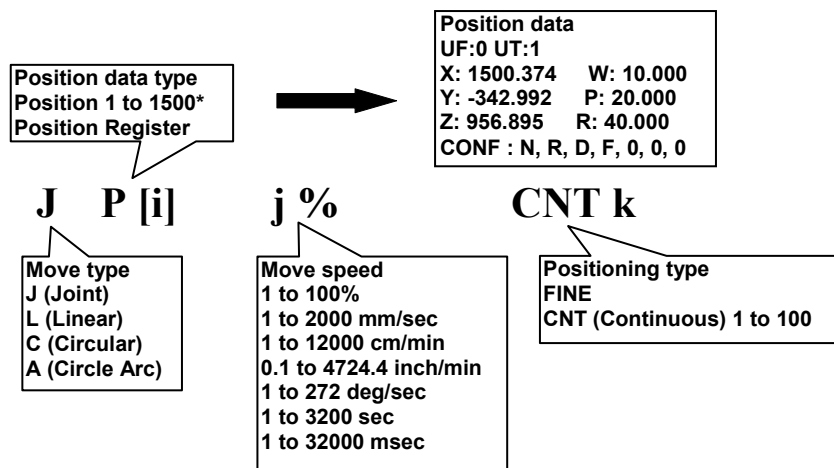 Position data type
Position 1 to 1500*
Position Register
Position data
UF:0 UT:1
X: 1500.374 W: 10.000
Y: -342.992 P: 20.000
Z: 956.895 R: 40.000
CONF : N, R, D, F, 0, 0, 0
J P [i] j % CNT k
Move type
J (Joint)
L (Linear)
C (Circular)
A (Circle Arc)
Move speed
1 to 100%
1 to 2000 mm/sec
1 to 12000 cm/min
0.1 to 4724.4 inch/min
1 to 272 deg/sec
1 to 3200 sec
1 to 32000 msec
Positioning type
FINE
CNT (Continuous) 1 to 100